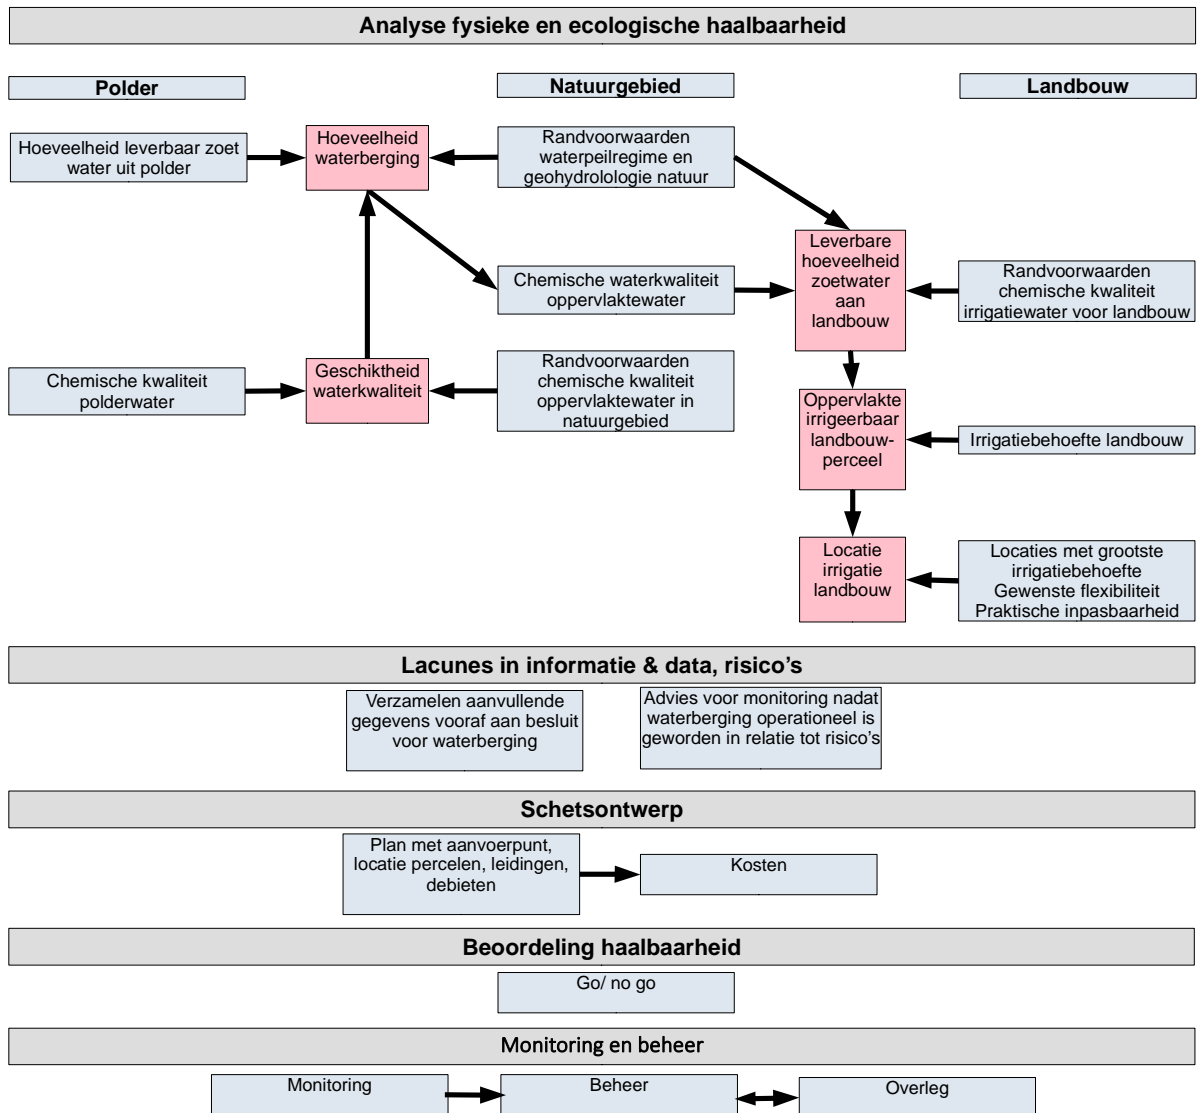 Analyse fysieke en ecologische haalbaarheid
Polder
Natuurgebied
Landbouw
Hoeveelheid leverbaar zoet
water uit polder
Hoeveelheid
waterberging
Randvoorwaarden
waterpeilregime en
geohydrolologie natuur
Leverbare
hoeveelheid
zoetwater
aan
landbouw
Chemische waterkwaliteit
oppervlaktewater
Randvoorwaarden
chemische kwaliteit
irrigatiewater voor landbouw
Chemische kwaliteit
polderwater
Geschiktheid
waterkwaliteit
Randvoorwaarden
chemische kwaliteit
oppervlaktewater in
natuurgebied
Oppervlakte
irrigeerbaar
landbouw-
perceel
Irrigatiebehoefte landbouw
Locatie
irrigatie
landbouw
Locaties met grootste
irrigatiebehoefte
Gewenste flexibiliteit
Praktische inpasbaarheid
Lacunes in informatie & data, risico’s
Verzamelen aanvullende
gegevens vooraf aan besluit
voor waterberging
Advies voor monitoring nadat
waterberging operationeel is
geworden in relatie tot risico’s
Schetsontwerp
Plan met aanvoerpunt,
locatie percelen, leidingen,
debieten
Kosten
Beoordeling haalbaarheid
Go/ no go
Monitoring en beheer
Monitoring
Beheer
Overleg